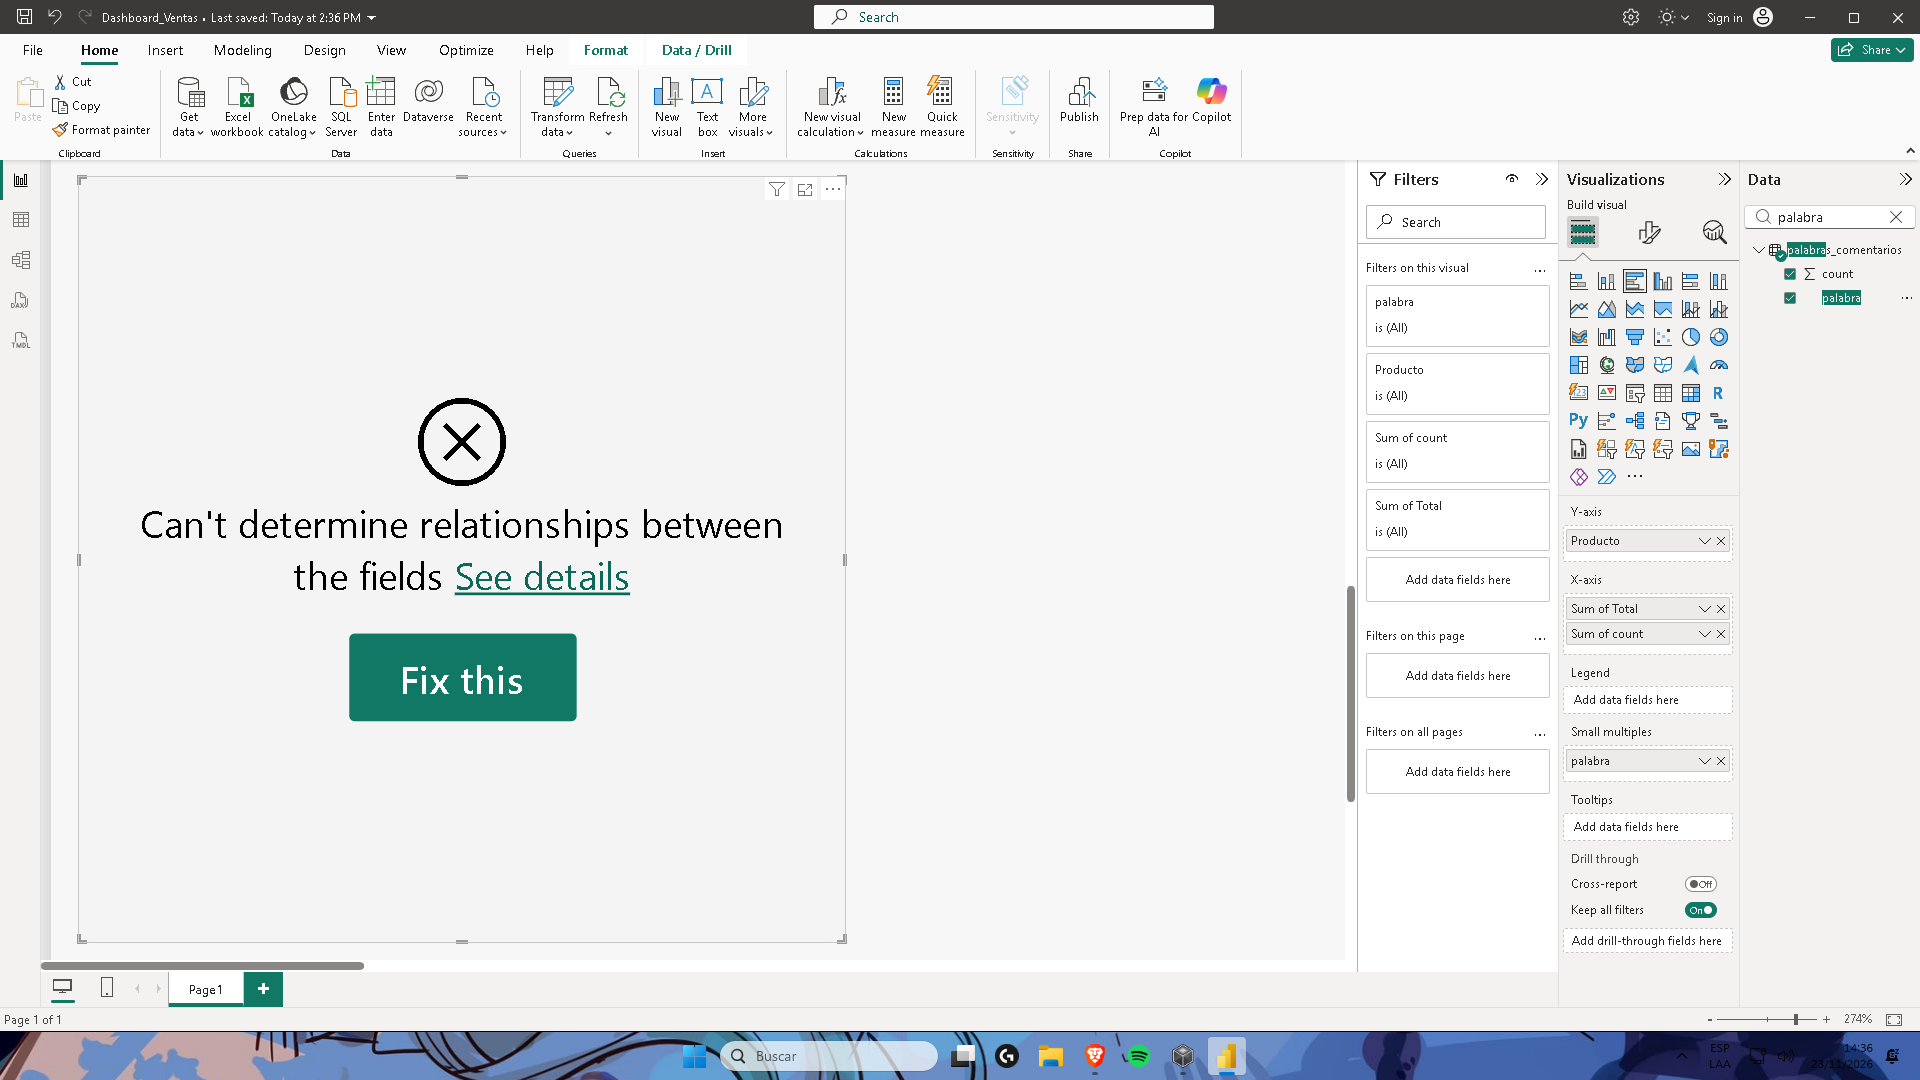 Dashboard_Ventas • Last saved: Today at 2:36 PM
Search
Sign in
File
Home
Insert
Modeling
Design
View
Optimize
Help
Format
Data / Drill
Share
Paste
Cut
Copy
Format painter
Clipboard
Get data
Excel workbook
OneLake catalog
SQL Server
Enter data
Dataverse
Recent sources
Data
Transform data
Refresh
Queries
New visual
Text box
More visuals
Insert
New visual calculation
New measure
Quick measure
Calculations
Sensitivity
Sensitivity
Publish
Share
Prep data for AI
Copilot
Copilot
DAX
TMDL
Can't determine relationships between
the fields See details
Fix this
Filters
Search
Filters on this visual
palabra
is (All)
Producto
is (All)
Sum of count
is (All)
Sum of Total
is (All)
Add data fields here
Filters on this page
Add data fields here
Filters on all pages
Add data fields here
Visualizations
Build visual
123
R
Py
Y-axis
Producto
X-axis
Sum of Total
Sum of count
Legend
Add data fields here
Small multiples
palabra
Tooltips
Add data fields here
Drill through
Cross-report
Off
Keep all filters
On
Add drill-through fields here
Data
palabra
palabras_comentarios
count
palabra
Page1
Page 1 of 1
274%
Buscar
ESP
LAA
14:36
23/11/2026